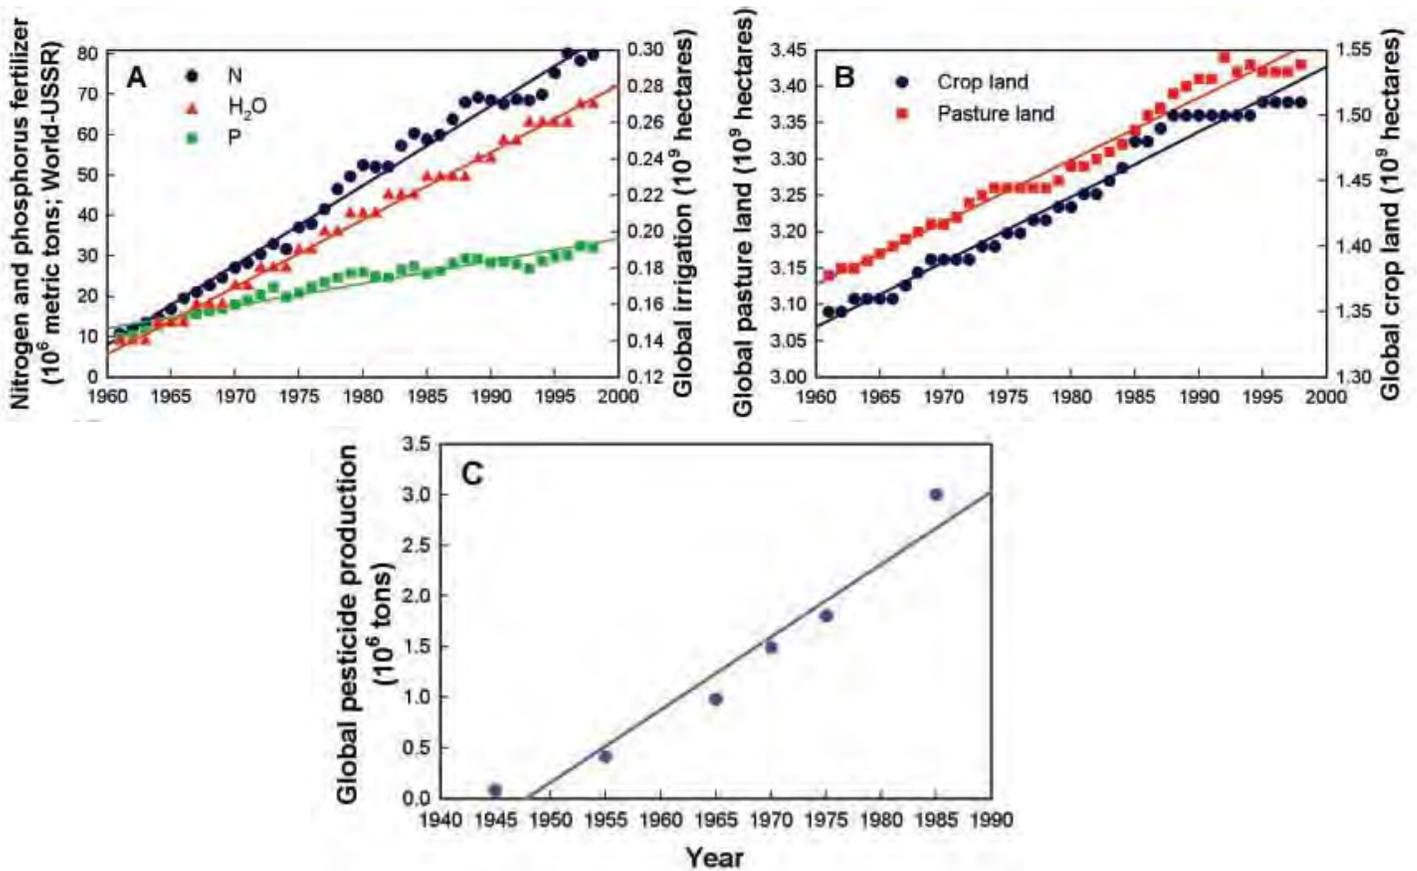 Nitrogen and phosphorus fertilizer
(10⁶ metric tons; World-USSR)
80
70
60
50
40
30
20
10
0
A
N
H₂O
P
0.30
0.28
0.26
0.24
0.22
0.20
0.18
0.16
0.14
0.12
Global irrigation (10⁹ hectares)
1960 1965 1970 1975 1980 1985 1990 1995 2000
Global pasture land (10⁹ hectares)
3.45
3.40
3.35
3.30
3.25
3.20
3.15
3.10
3.05
3.00
B
Crop land
Pasture land
1.55
1.50
1.45
1.40
1.35
1.30
Global crop land (10⁹ hectares)
1960 1965 1970 1975 1980 1985 1990 1995 2000
Global pesticide production
(10⁶ tons)
3.5
3.0
2.5
2.0
1.5
1.0
0.5
0.0
C
1940 1945 1950 1955 1960 1965 1970 1975 1980 1985 1990
Year